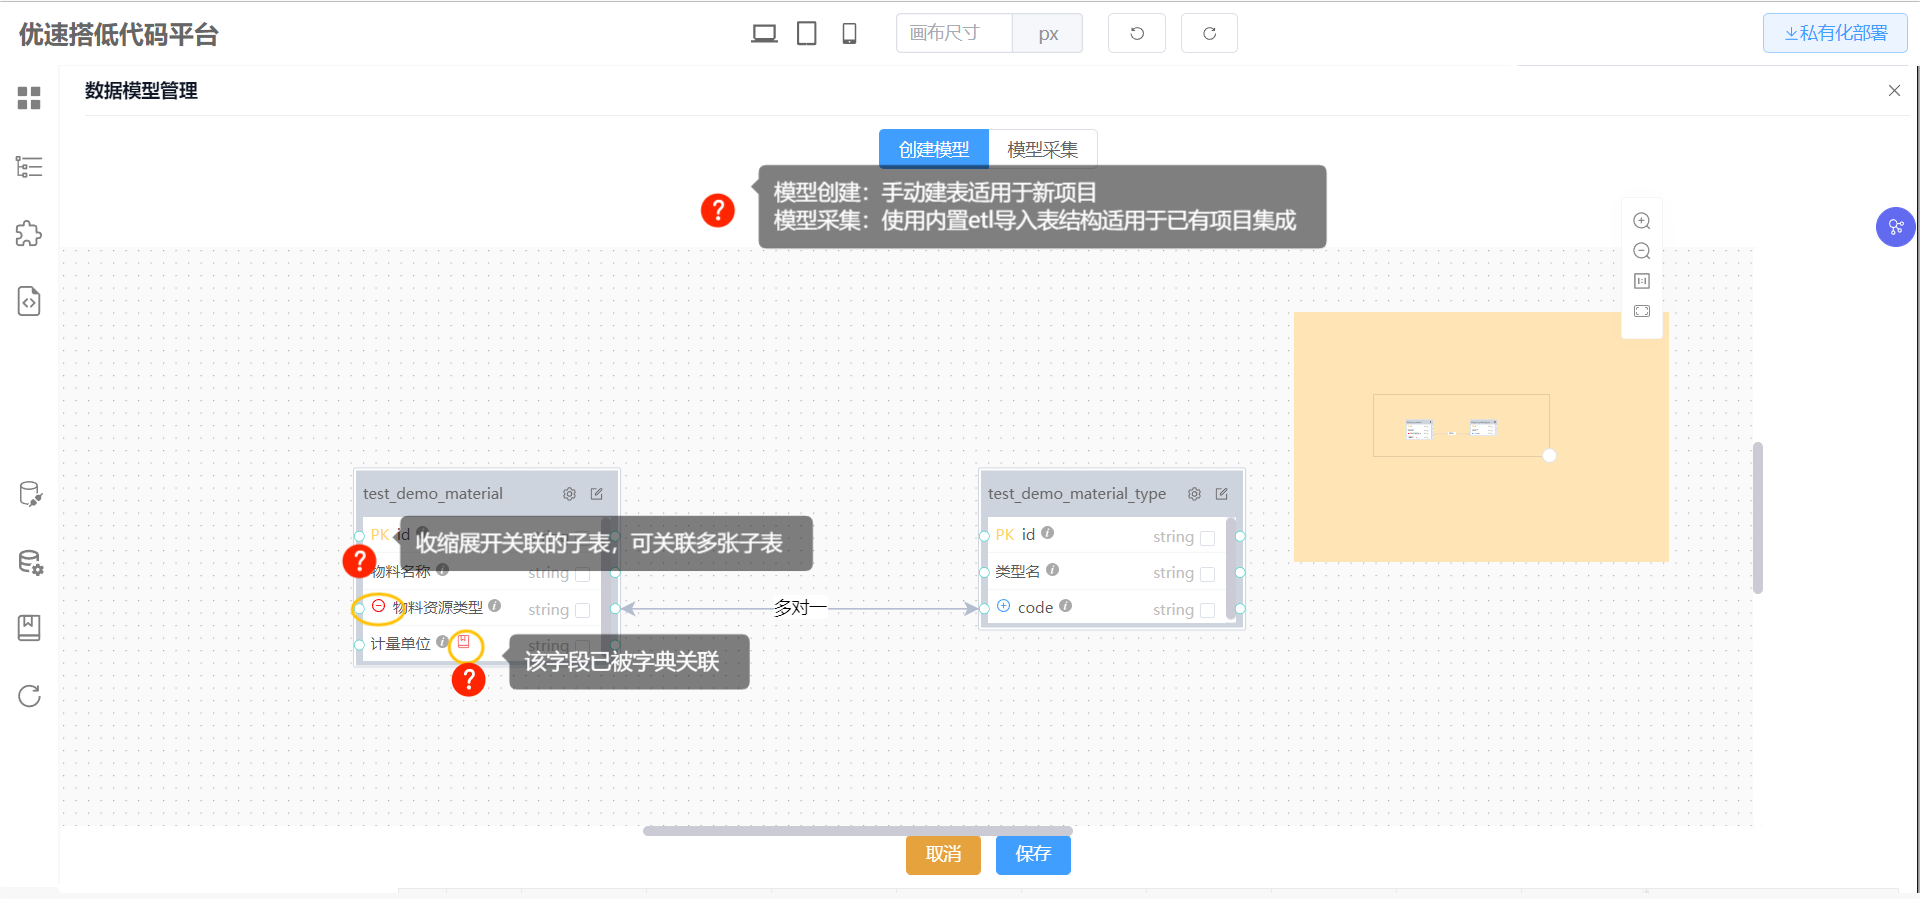 优速搭低代码平台
画布尺寸
px
私有化部署
数据模型管理
创建模型
模型采集
?
模型创建：手动建表适用于新项目
模型采集：使用内置etl导入表结构适用于已有项目集成
test_demo_material
PK id
?
收缩展开关联的子表，可关联多张子表
物料名称 string
物料资源类型 string
计量单位 string
?
该字段已被字典关联
多对一
test_demo_material_type
PK id string
类型名 string
code string
取消
保存